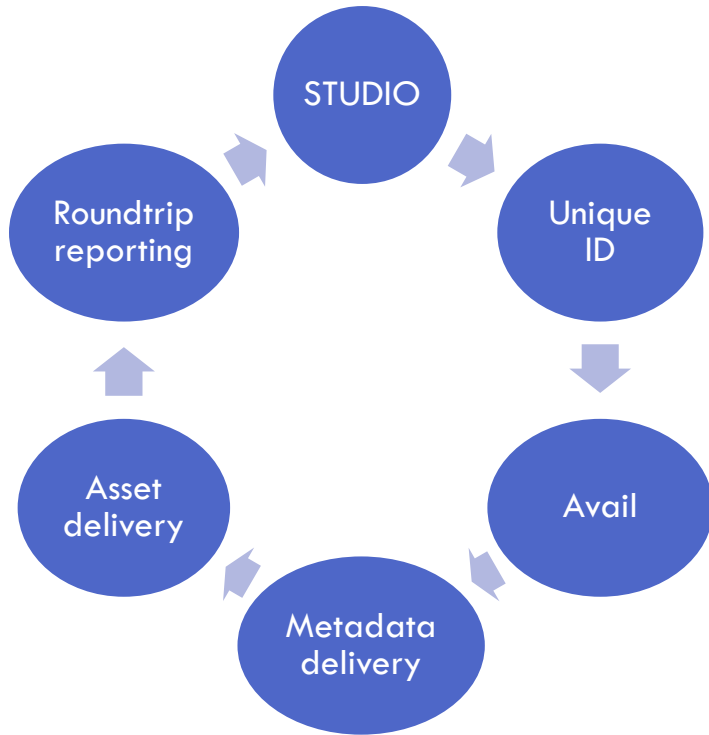 STUDIO
Unique
ID
Avail
Metadata
delivery
Asset
delivery
Roundtrip
reporting